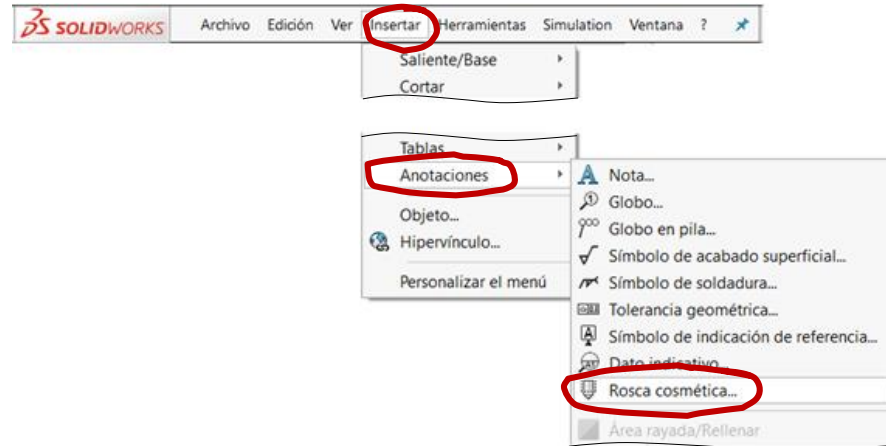 SOLIDWORKS Archivo Edición Ver Insertar Herramientas Simulation Ventana ?
Saliente/Base
Cortar
Tablas
Anotaciones
Objeto...
Hipervínculo...
Personalizar el menú
Nota...
Globo...
Globo en pila...
Símbolo de acabado superficial...
Símbolo de soldadura...
Tolerancia geométrica...
Símbolo de indicación de referencia...
Dato indicativo...
Rosca cosmética...
Área rayada/Rellenar